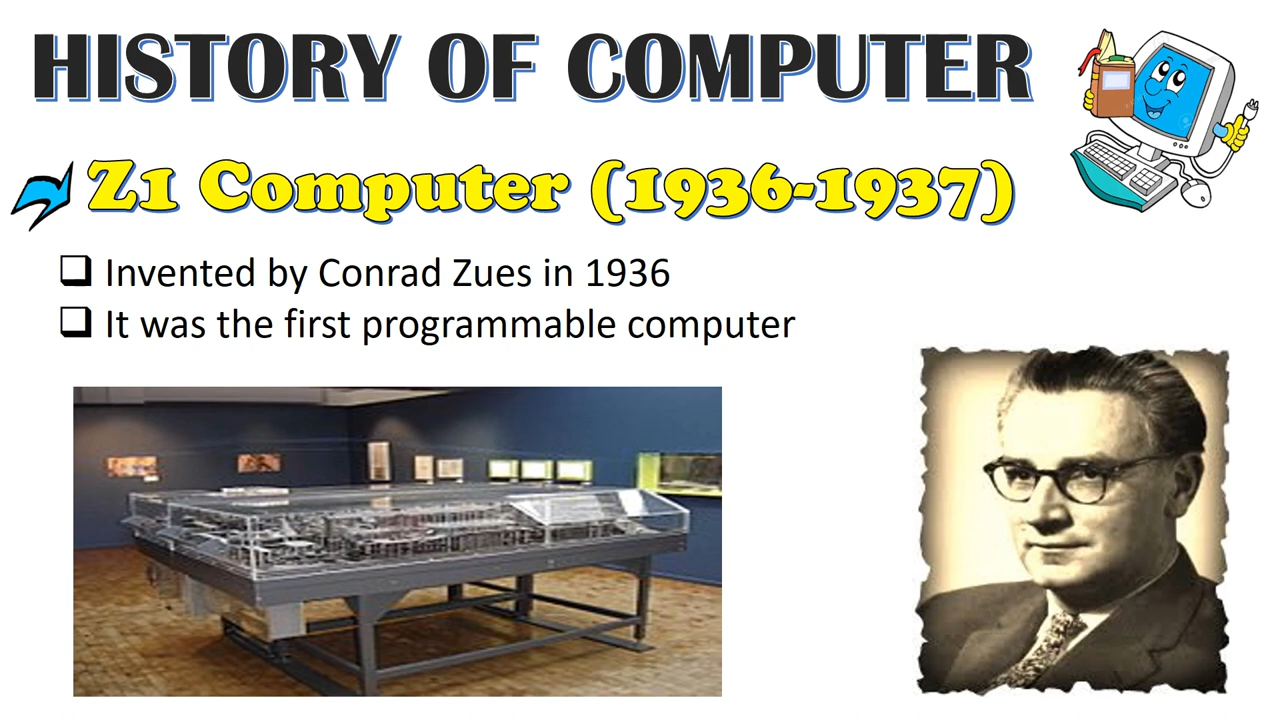 HISTORY OF COMPUTER
Z1 Computer (1936-1937)
Invented by Conrad Zues in 1936
It was the first programmable computer